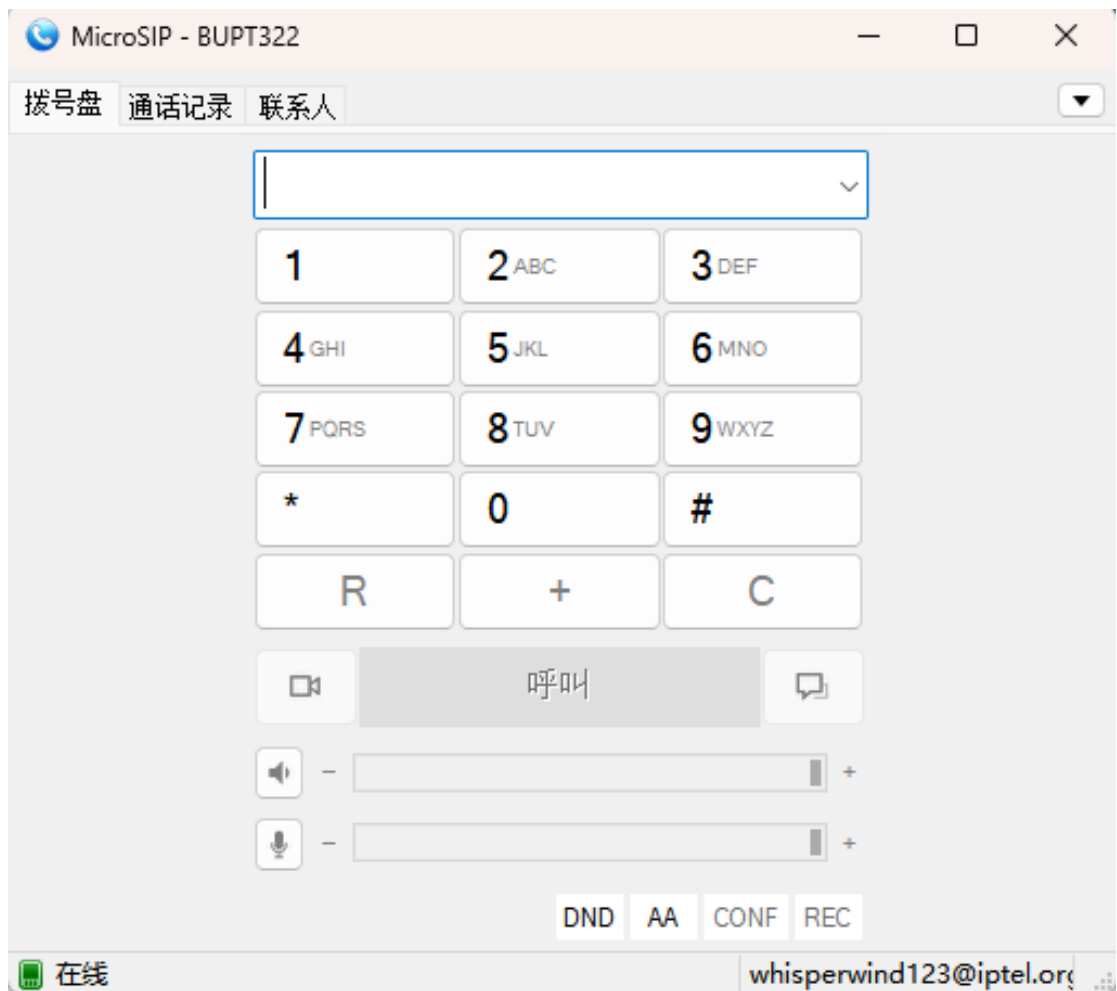 MicroSIP - BUPT322
拨号盘 通话记录 联系人
1 2 ABC 3 DEF
4 GHI 5 JKL 6 MNO
7 PQRS 8 TUV 9 WXYZ
* 0 #
R + C
呼叫
− +
− +
DND AA CONF REC
在线 whisperwind123@iptel.org